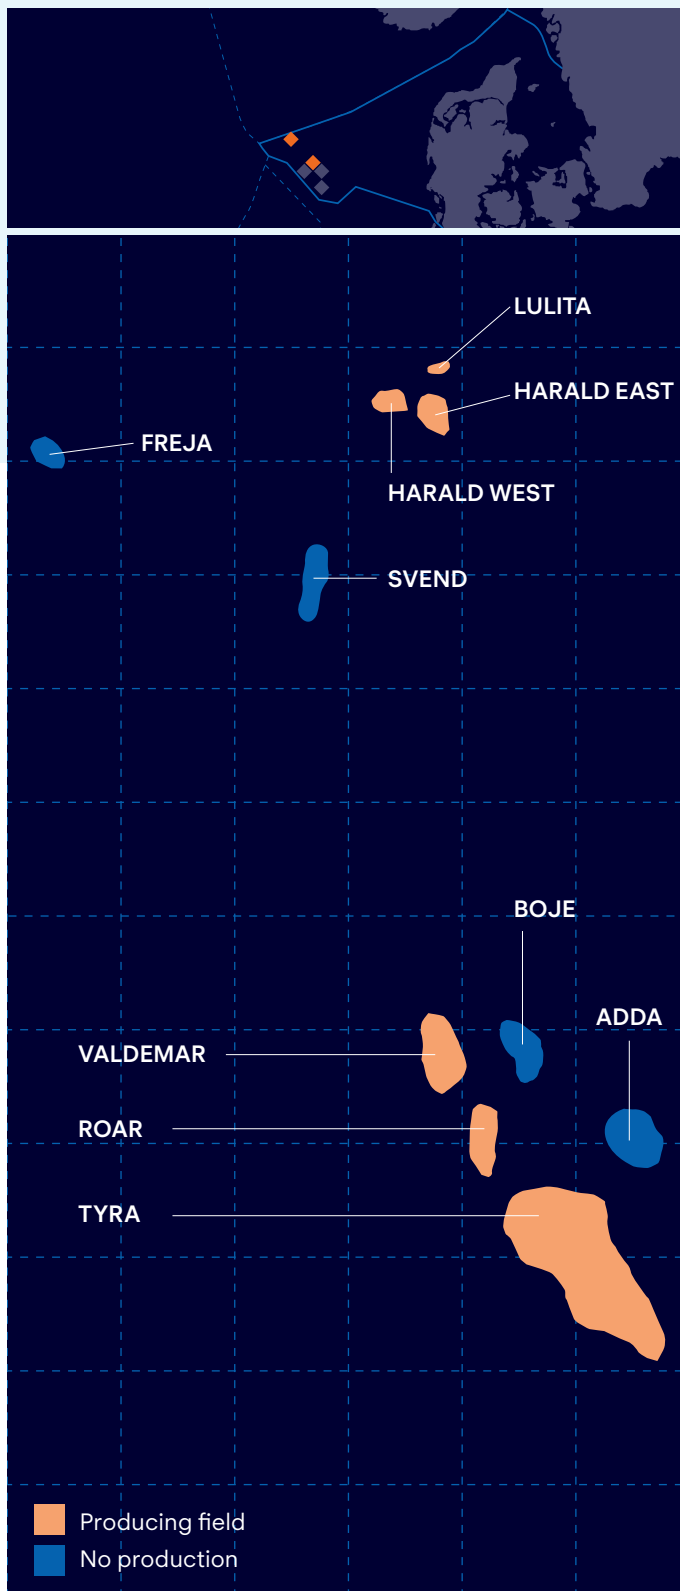 LULITA
HARALD EAST
FREJA
HARALD WEST
SVEND
BOJE
ADDA
VALDEMAR
ROAR
TYRA
Producing field
No production